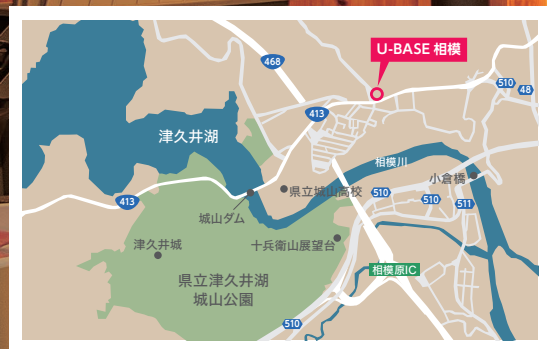 U-BASE 相模
468
510
48
413
津久井湖
相模川
小倉橋
県立城山高校
510
510
511
413
城山ダム
津久井城
十兵衛山展望台
県立津久井湖
城山公園
相模原IC
510